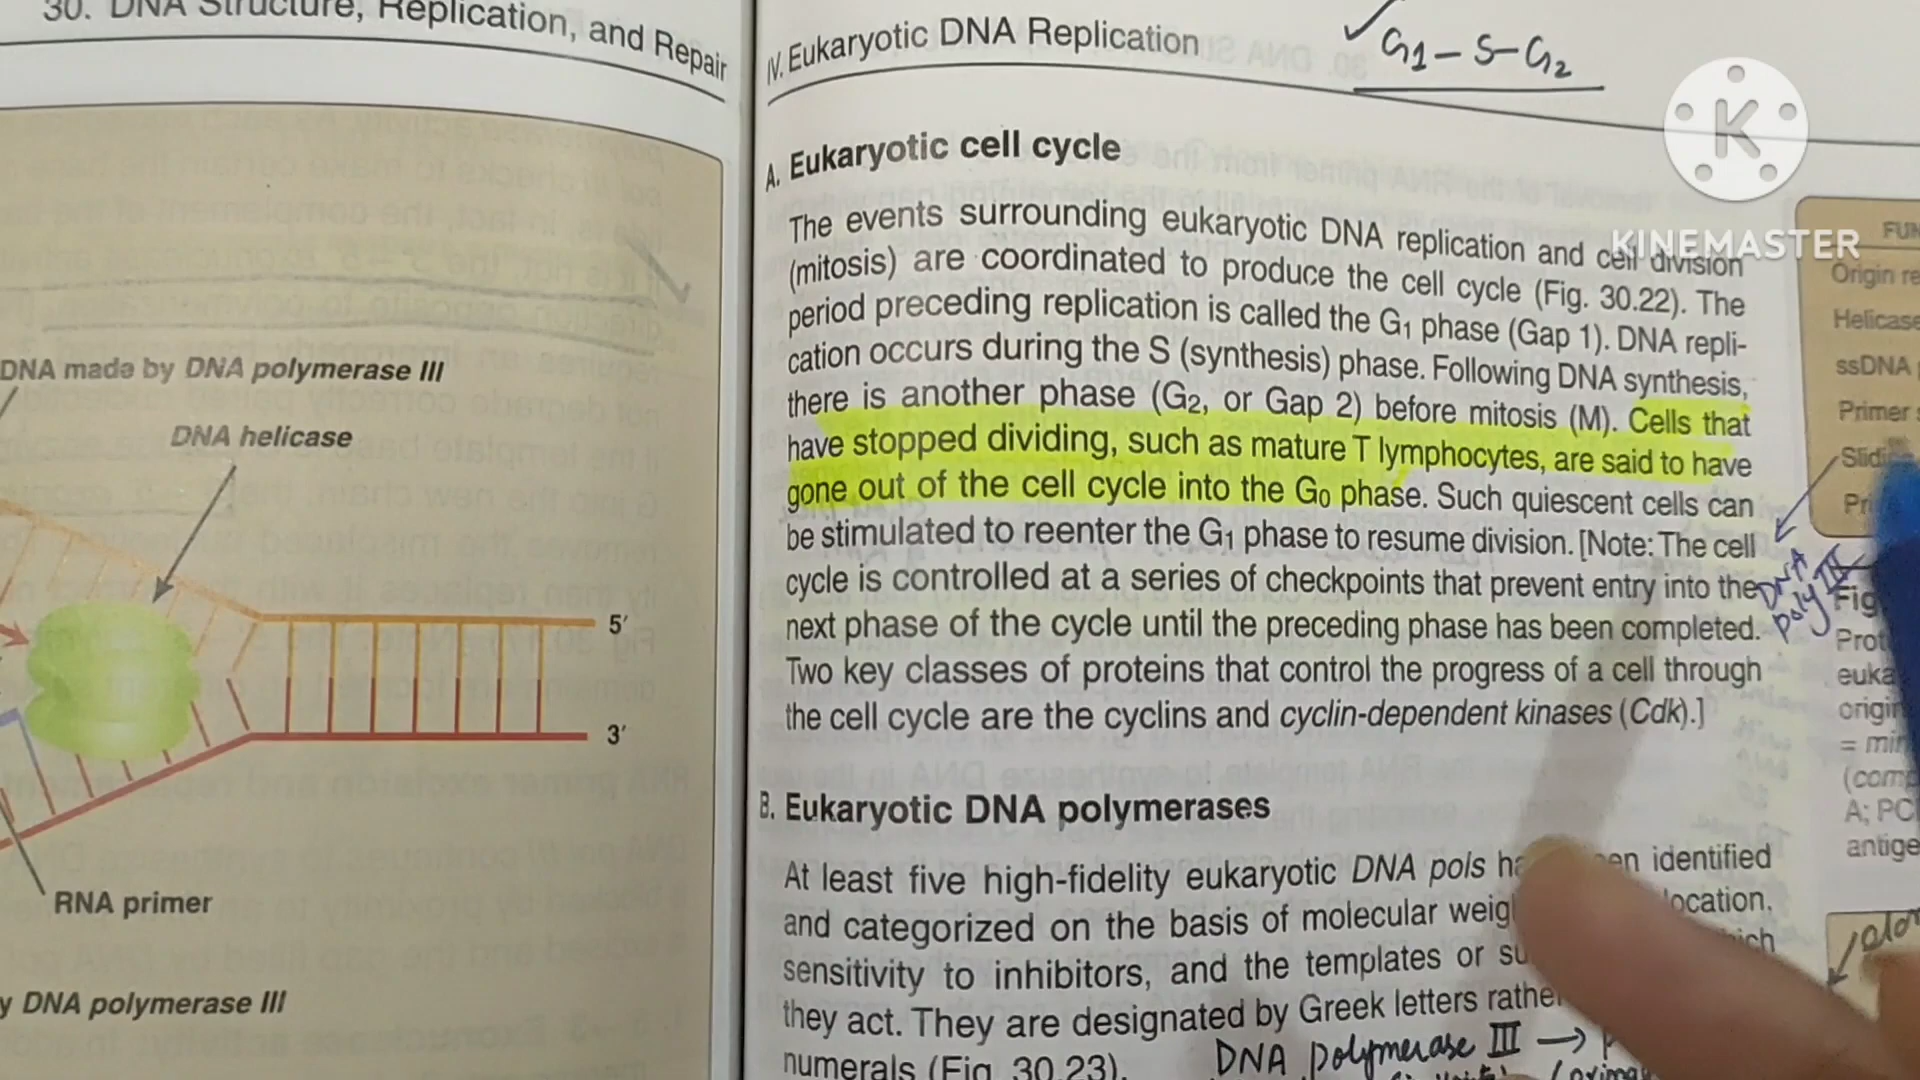 30. DNA Structure, Replication, and Repair
DNA made by DNA polymerase III
DNA helicase
5′
3′
RNA primer
DNA polymerase III
IV. Eukaryotic DNA Replication
✓G1 – S – G2
K
KINEMASTER
A. Eukaryotic cell cycle
The events surrounding eukaryotic DNA replication and cell division
(mitosis) are coordinated to produce the cell cycle (Fig. 30.22). The
period preceding replication is called the G1 phase (Gap 1). DNA repli-
cation occurs during the S (synthesis) phase. Following DNA synthesis,
there is another phase (G2, or Gap 2) before mitosis (M). Cells that
have stopped dividing, such as mature T lymphocytes, are said to have
gone out of the cell cycle into the G0 phase. Such quiescent cells can
be stimulated to reenter the G1 phase to resume division. [Note: The cell
cycle is controlled at a series of checkpoints that prevent entry into the
next phase of the cycle until the preceding phase has been completed.
Two key classes of proteins that control the progress of a cell through
the cell cycle are the cyclins and cyclin-dependent kinases (Cdk).]
B. Eukaryotic DNA polymerases
At least five high-fidelity eukaryotic DNA pols identified
and categorized on the basis of molecular location,
sensitivity to inhibitors, and the templates or
they act. They are designated by Greek letters
numerals (Fig. 30.23).
DNA polymerase III →
DNA
poly III
Origin
Helicase
ssDNA
Primer
Fig
origin
A;